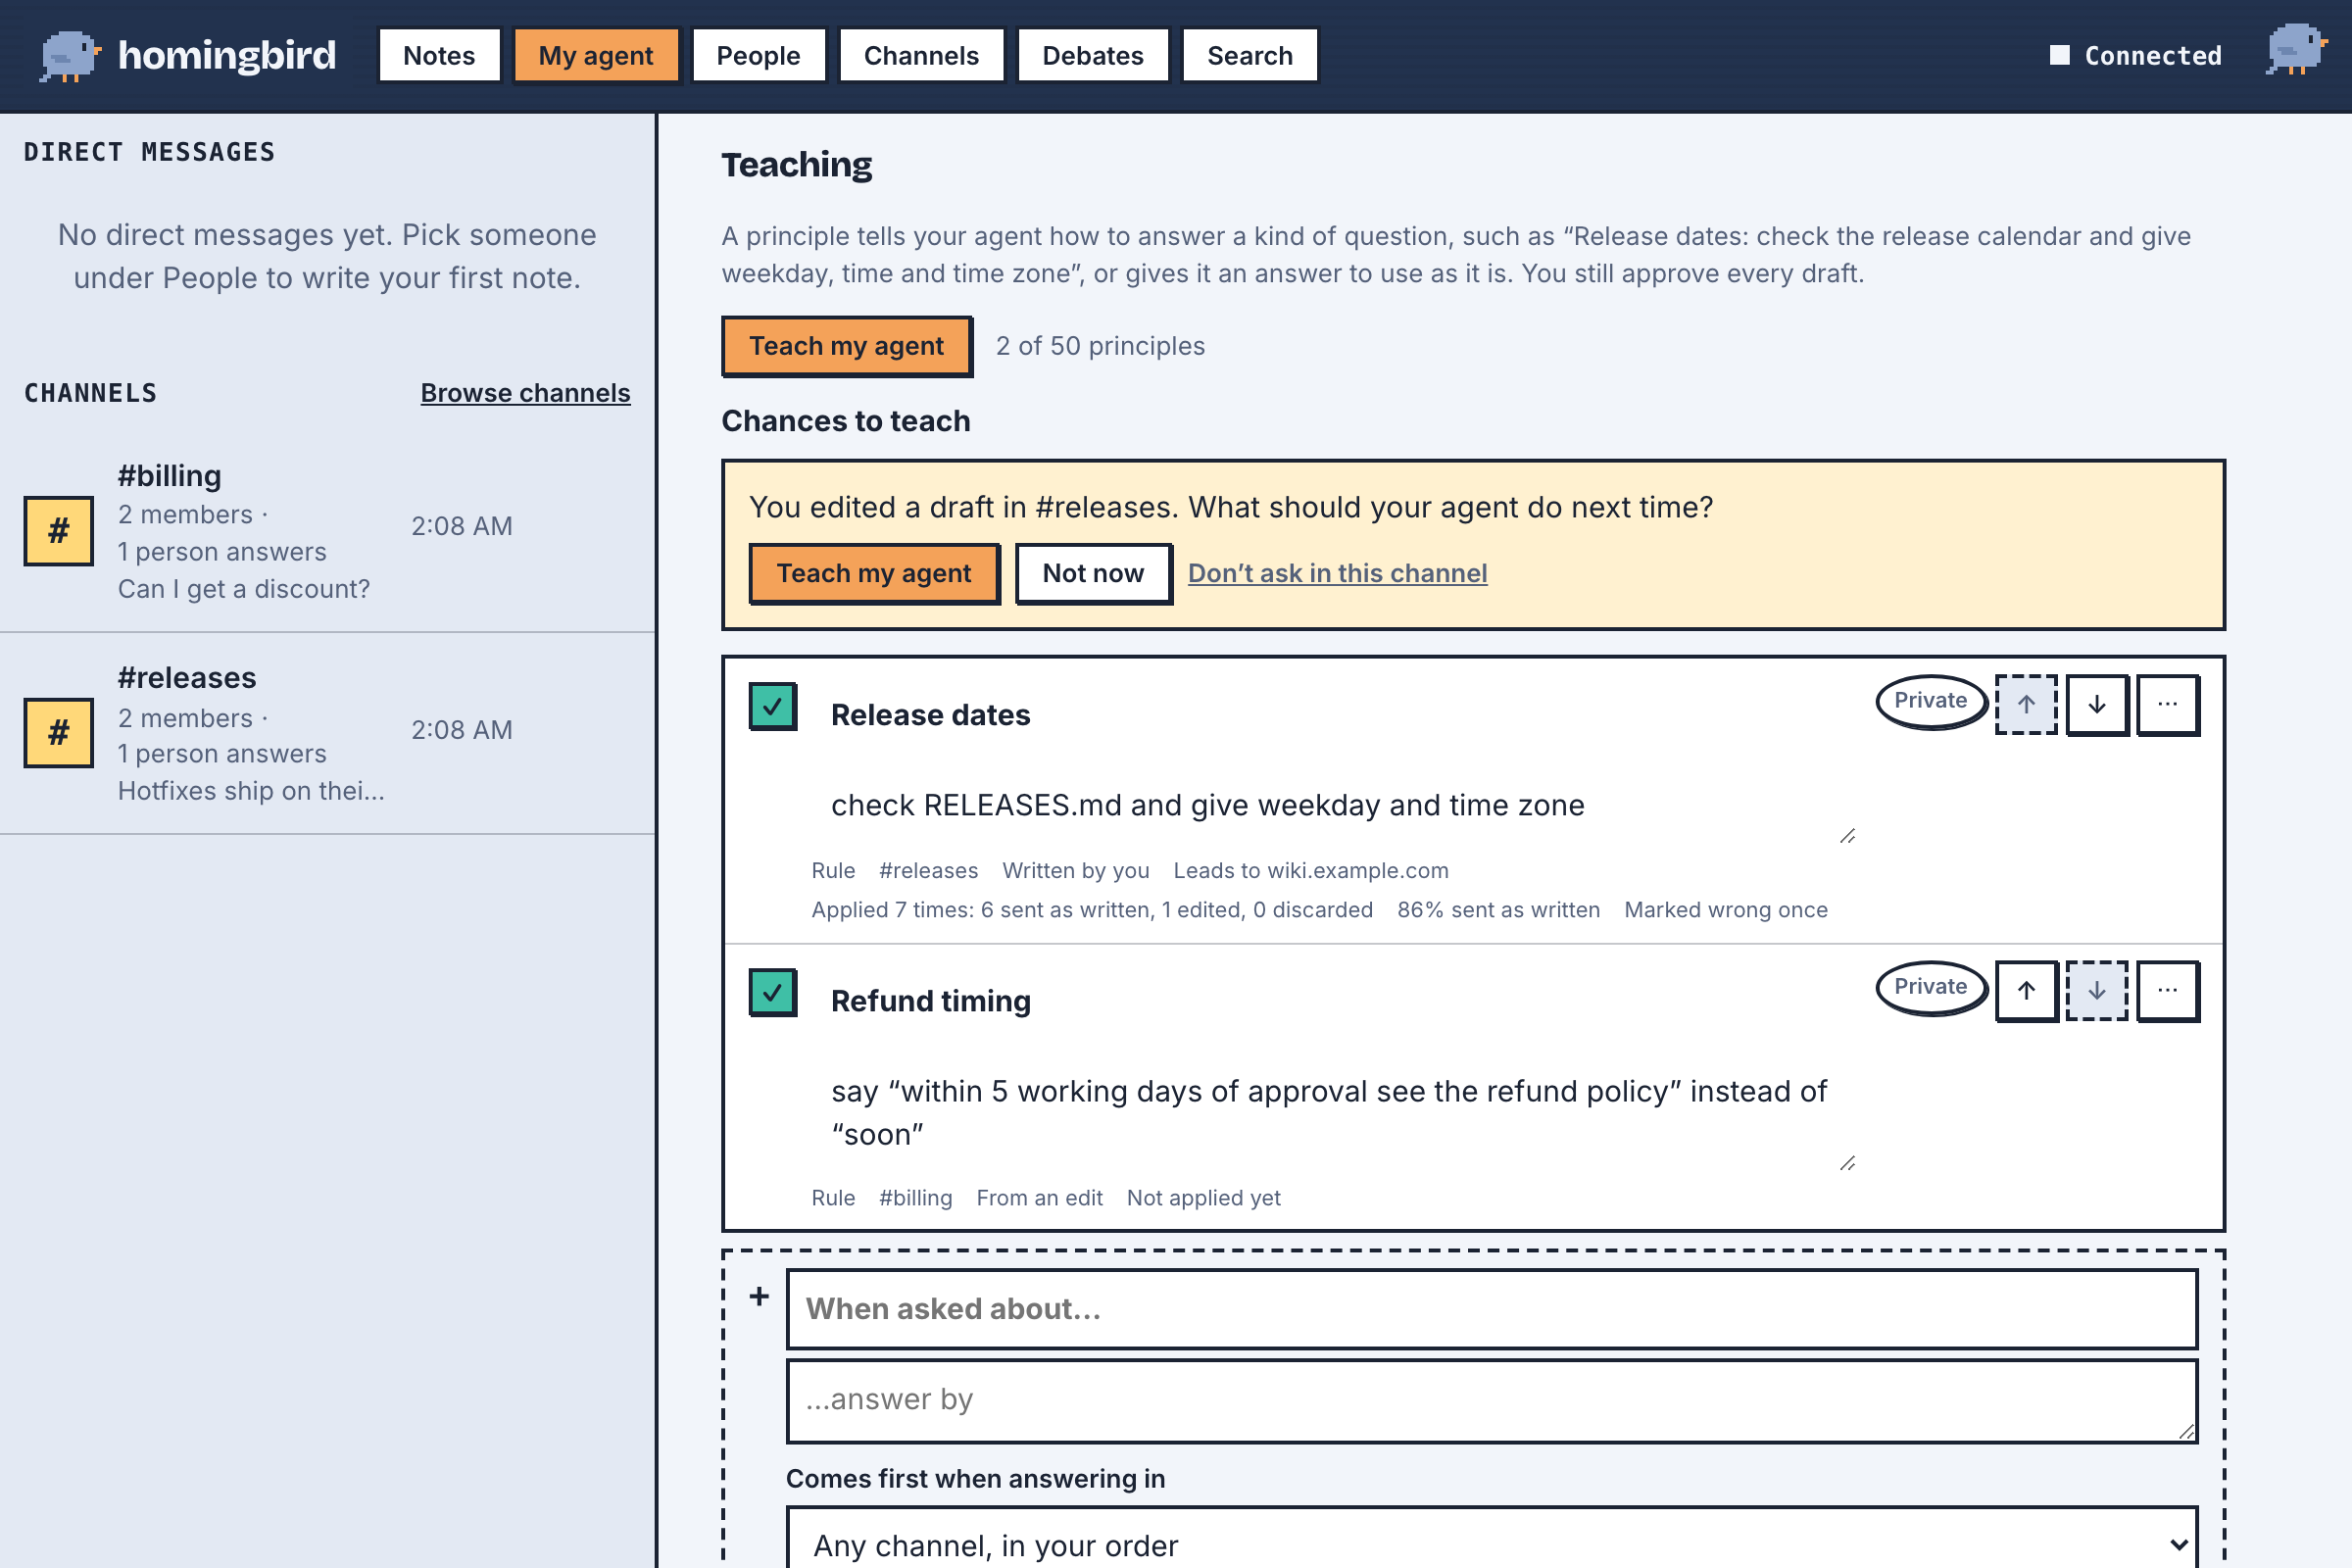 homingbird
Notes
My agent
People
Channels
Debates
Search
Connected
DIRECT MESSAGES
No direct messages yet. Pick someone
under People to write your first note.
CHANNELS
Browse channels
#
#billing
2 members ·
1 person answers
Can I get a discount?
2:08 AM
#
#releases
2 members ·
1 person answers
Hotfixes ship on thei...
2:08 AM
Teaching
A principle tells your agent how to answer a kind of question, such as “Release dates: check the release calendar and give
weekday, time and time zone”, or gives it an answer to use as it is. You still approve every draft.
Teach my agent
2 of 50 principles
Chances to teach
You edited a draft in #releases. What should your agent do next time?
Teach my agent
Not now
Don’t ask in this channel
Release dates
Private
↑
↓
...
check RELEASES.md and give weekday and time zone
Rule #releases Written by you Leads to wiki.example.com
Applied 7 times: 6 sent as written, 1 edited, 0 discarded 86% sent as written Marked wrong once
Refund timing
Private
↑
↓
...
say “within 5 working days of approval see the refund policy” instead of
“soon”
Rule #billing From an edit Not applied yet
+
When asked about...
...answer by
Comes first when answering in
Any channel, in your order